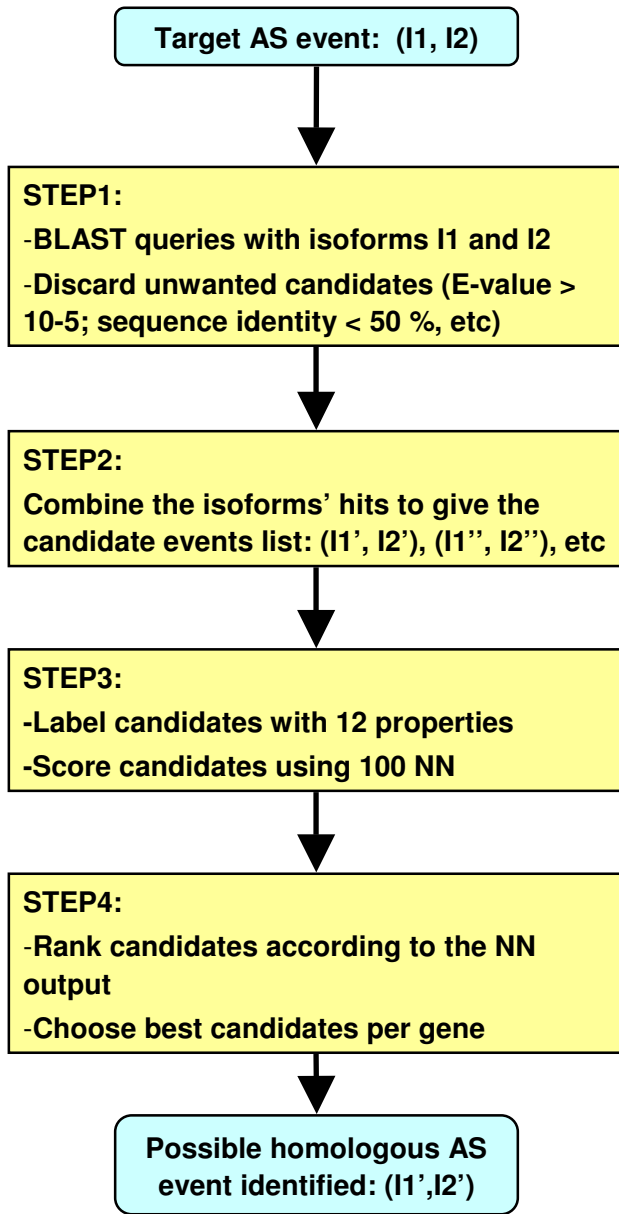 Target AS event:  (I1, I2)
STEP1:
-BLAST queries with isoforms I1 and I2
-Discard unwanted candidates (E-value >
10-5; sequence identity < 50 %, etc)
STEP2:
Combine the isoforms’ hits to give the
candidate events list: (I1’, I2’), (I1’’, I2’’), etc
STEP3:
-Label candidates with 12 properties
-Score candidates using 100 NN
STEP4:
-Rank candidates according to the NN
output
-Choose best candidates per gene
Possible homologous AS
event identified: (I1’,I2’)